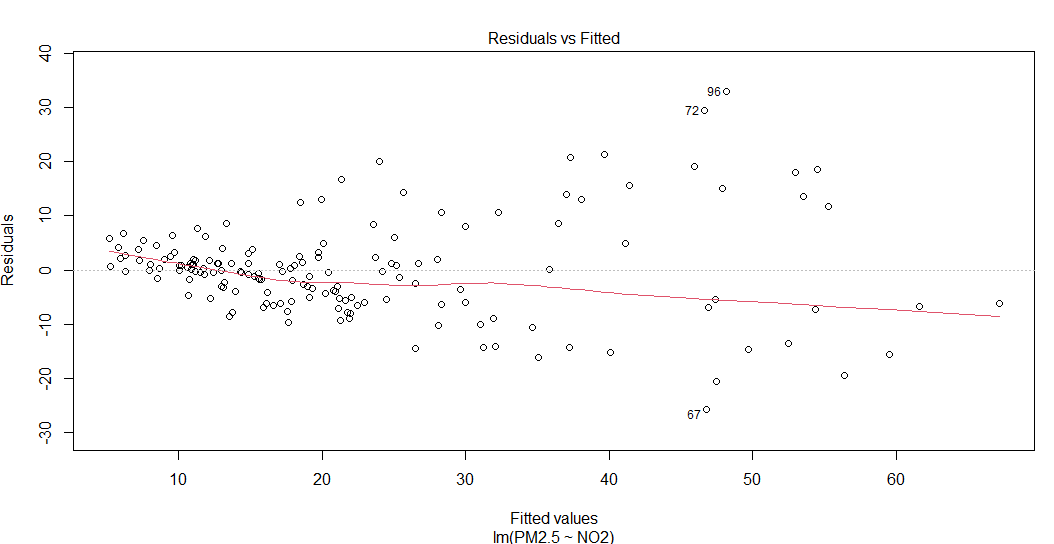 Residuals vs Fitted
Residuals
40
30
20
10
0
-10
-20
-30
96
72
67
10 20 30 40 50 60
Fitted values
lm(PM2.5 ~ NO2)